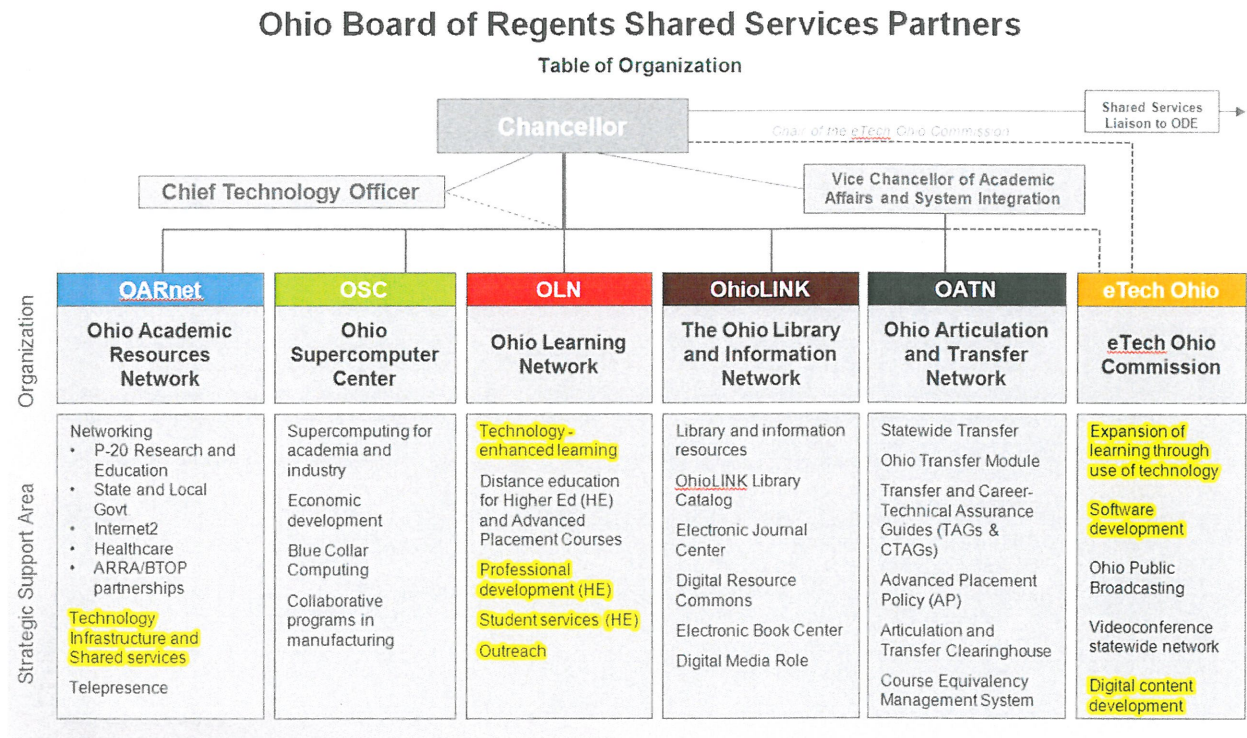 Ohio Board of Regents Shared Services Partners
Table of Organization
Chancellor
Shared Services
Liaison to ODE
Chair of the eTech Ohio Commission
Chief Technology Officer
Vice Chancellor of Academic
Affairs and System Integration
Organization
OARnet
Ohio Academic
Resources
Network
OSC
Ohio
Supercomputer
Center
OLN
Ohio Learning
Network
OhioLINK
The Ohio Library
and Information
Network
OATN
Ohio Articulation
and Transfer
Network
eTech Ohio
eTech Ohio
Commission
Strategic Support Area
Networking
• P-20 Research and
Education
• State and Local
Govt
• Internet2
• Healthcare
• ARRA/BTOP
partnerships
Technology
Infrastructure and
Shared services
Telepresence
Supercomputing for
academia and
industry
Economic
development
Blue Collar
Computing
Collaborative
programs in
manufacturing
Technology -
enhanced learning
Distance education
for Higher Ed (HE)
and Advanced
Placement Courses
Professional
development (HE)
Student services (HE)
Outreach
Library and information
resources
OhioLINK Library
Catalog
Electronic Journal
Center
Digital Resource
Commons
Electronic Book Center
Digital Media Role
Statewide Transfer
Ohio Transfer Module
Transfer and Career-
Technical Assurance
Guides (TAGs &
CTAGs)
Advanced Placement
Policy (AP)
Articulation and
Transfer Clearinghouse
Course Equivalency
Management System
Expansion of
learning through
use of technology
Software
development
Ohio Public
Broadcasting
Videoconference
statewide network
Digital content
development